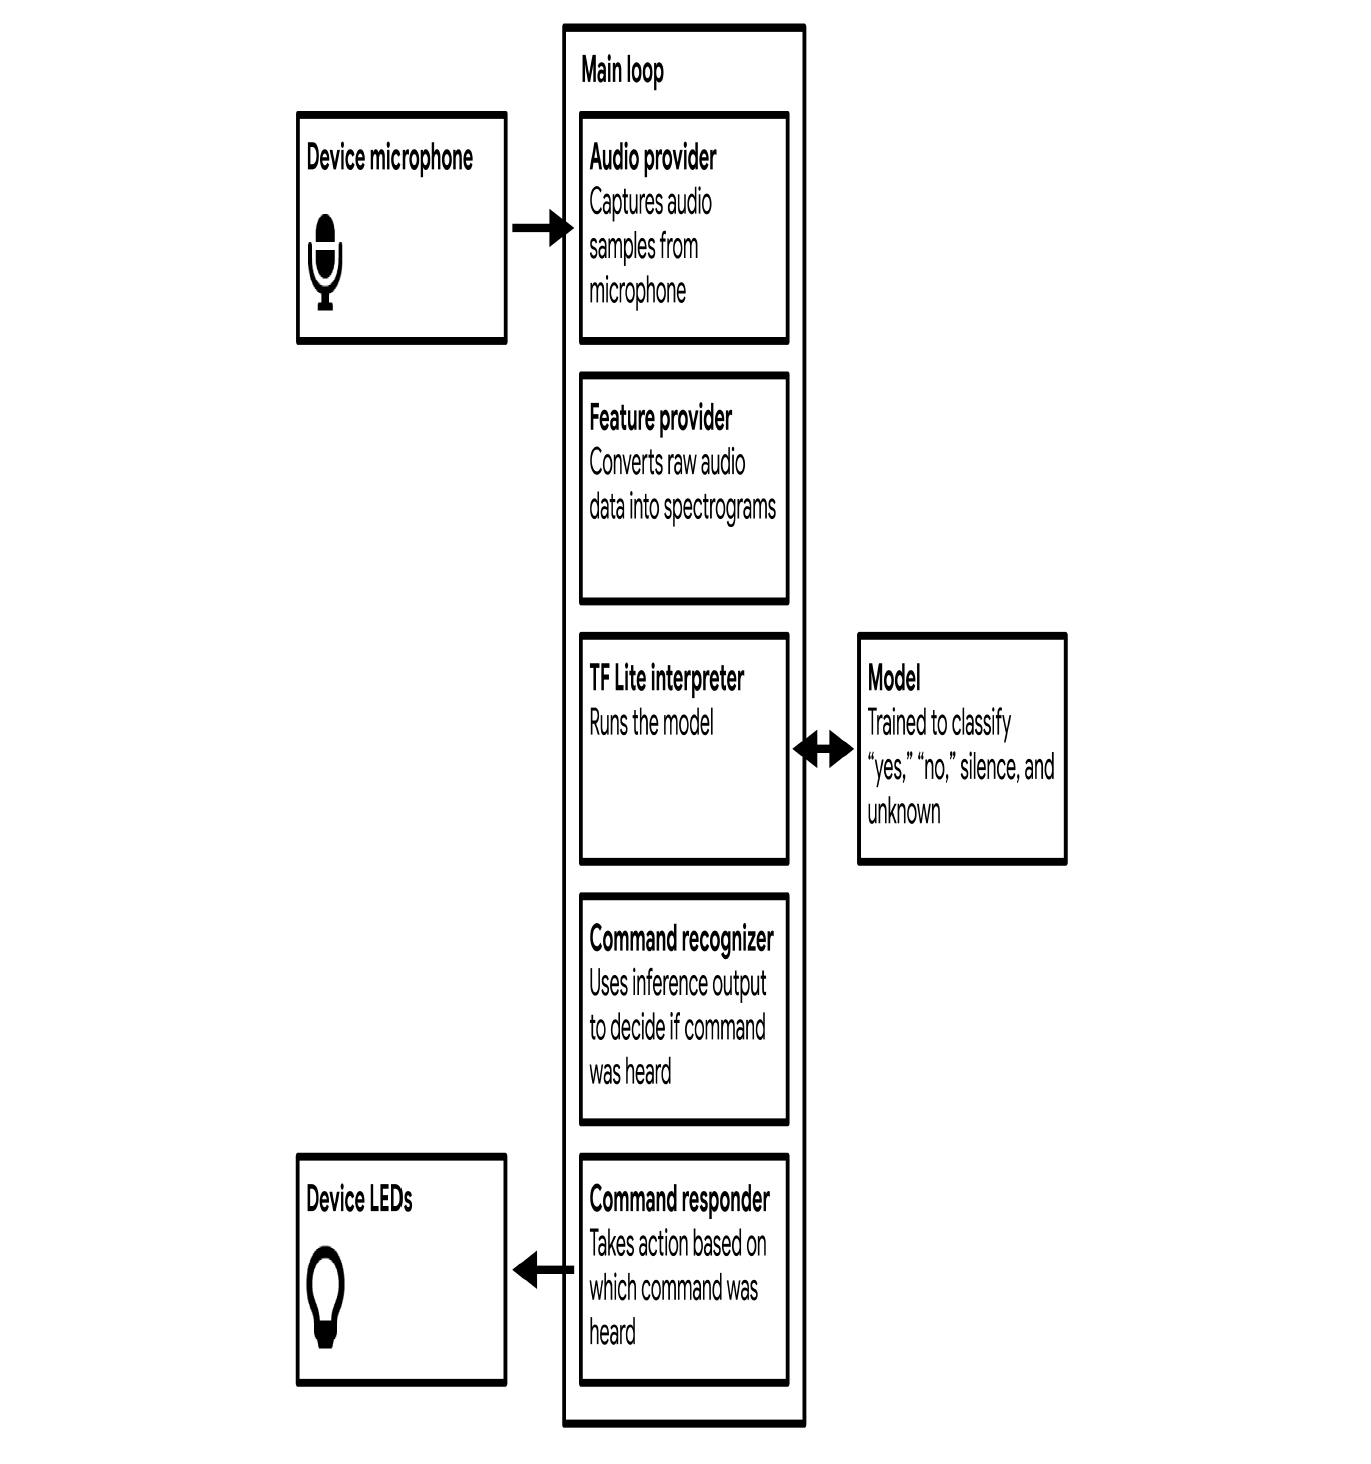 Main loop
Device microphone
Audio provider
Captures audio
samples from
microphone
Feature provider
Converts raw audio
data into spectrograms
TF Lite interpreter
Runs the model
Model
Trained to classify
“yes,” “no,” silence, and
unknown
Command recognizer
Uses inference output
to decide if command
was heard
Device LEDs
Command responder
Takes action based on
which command was
heard